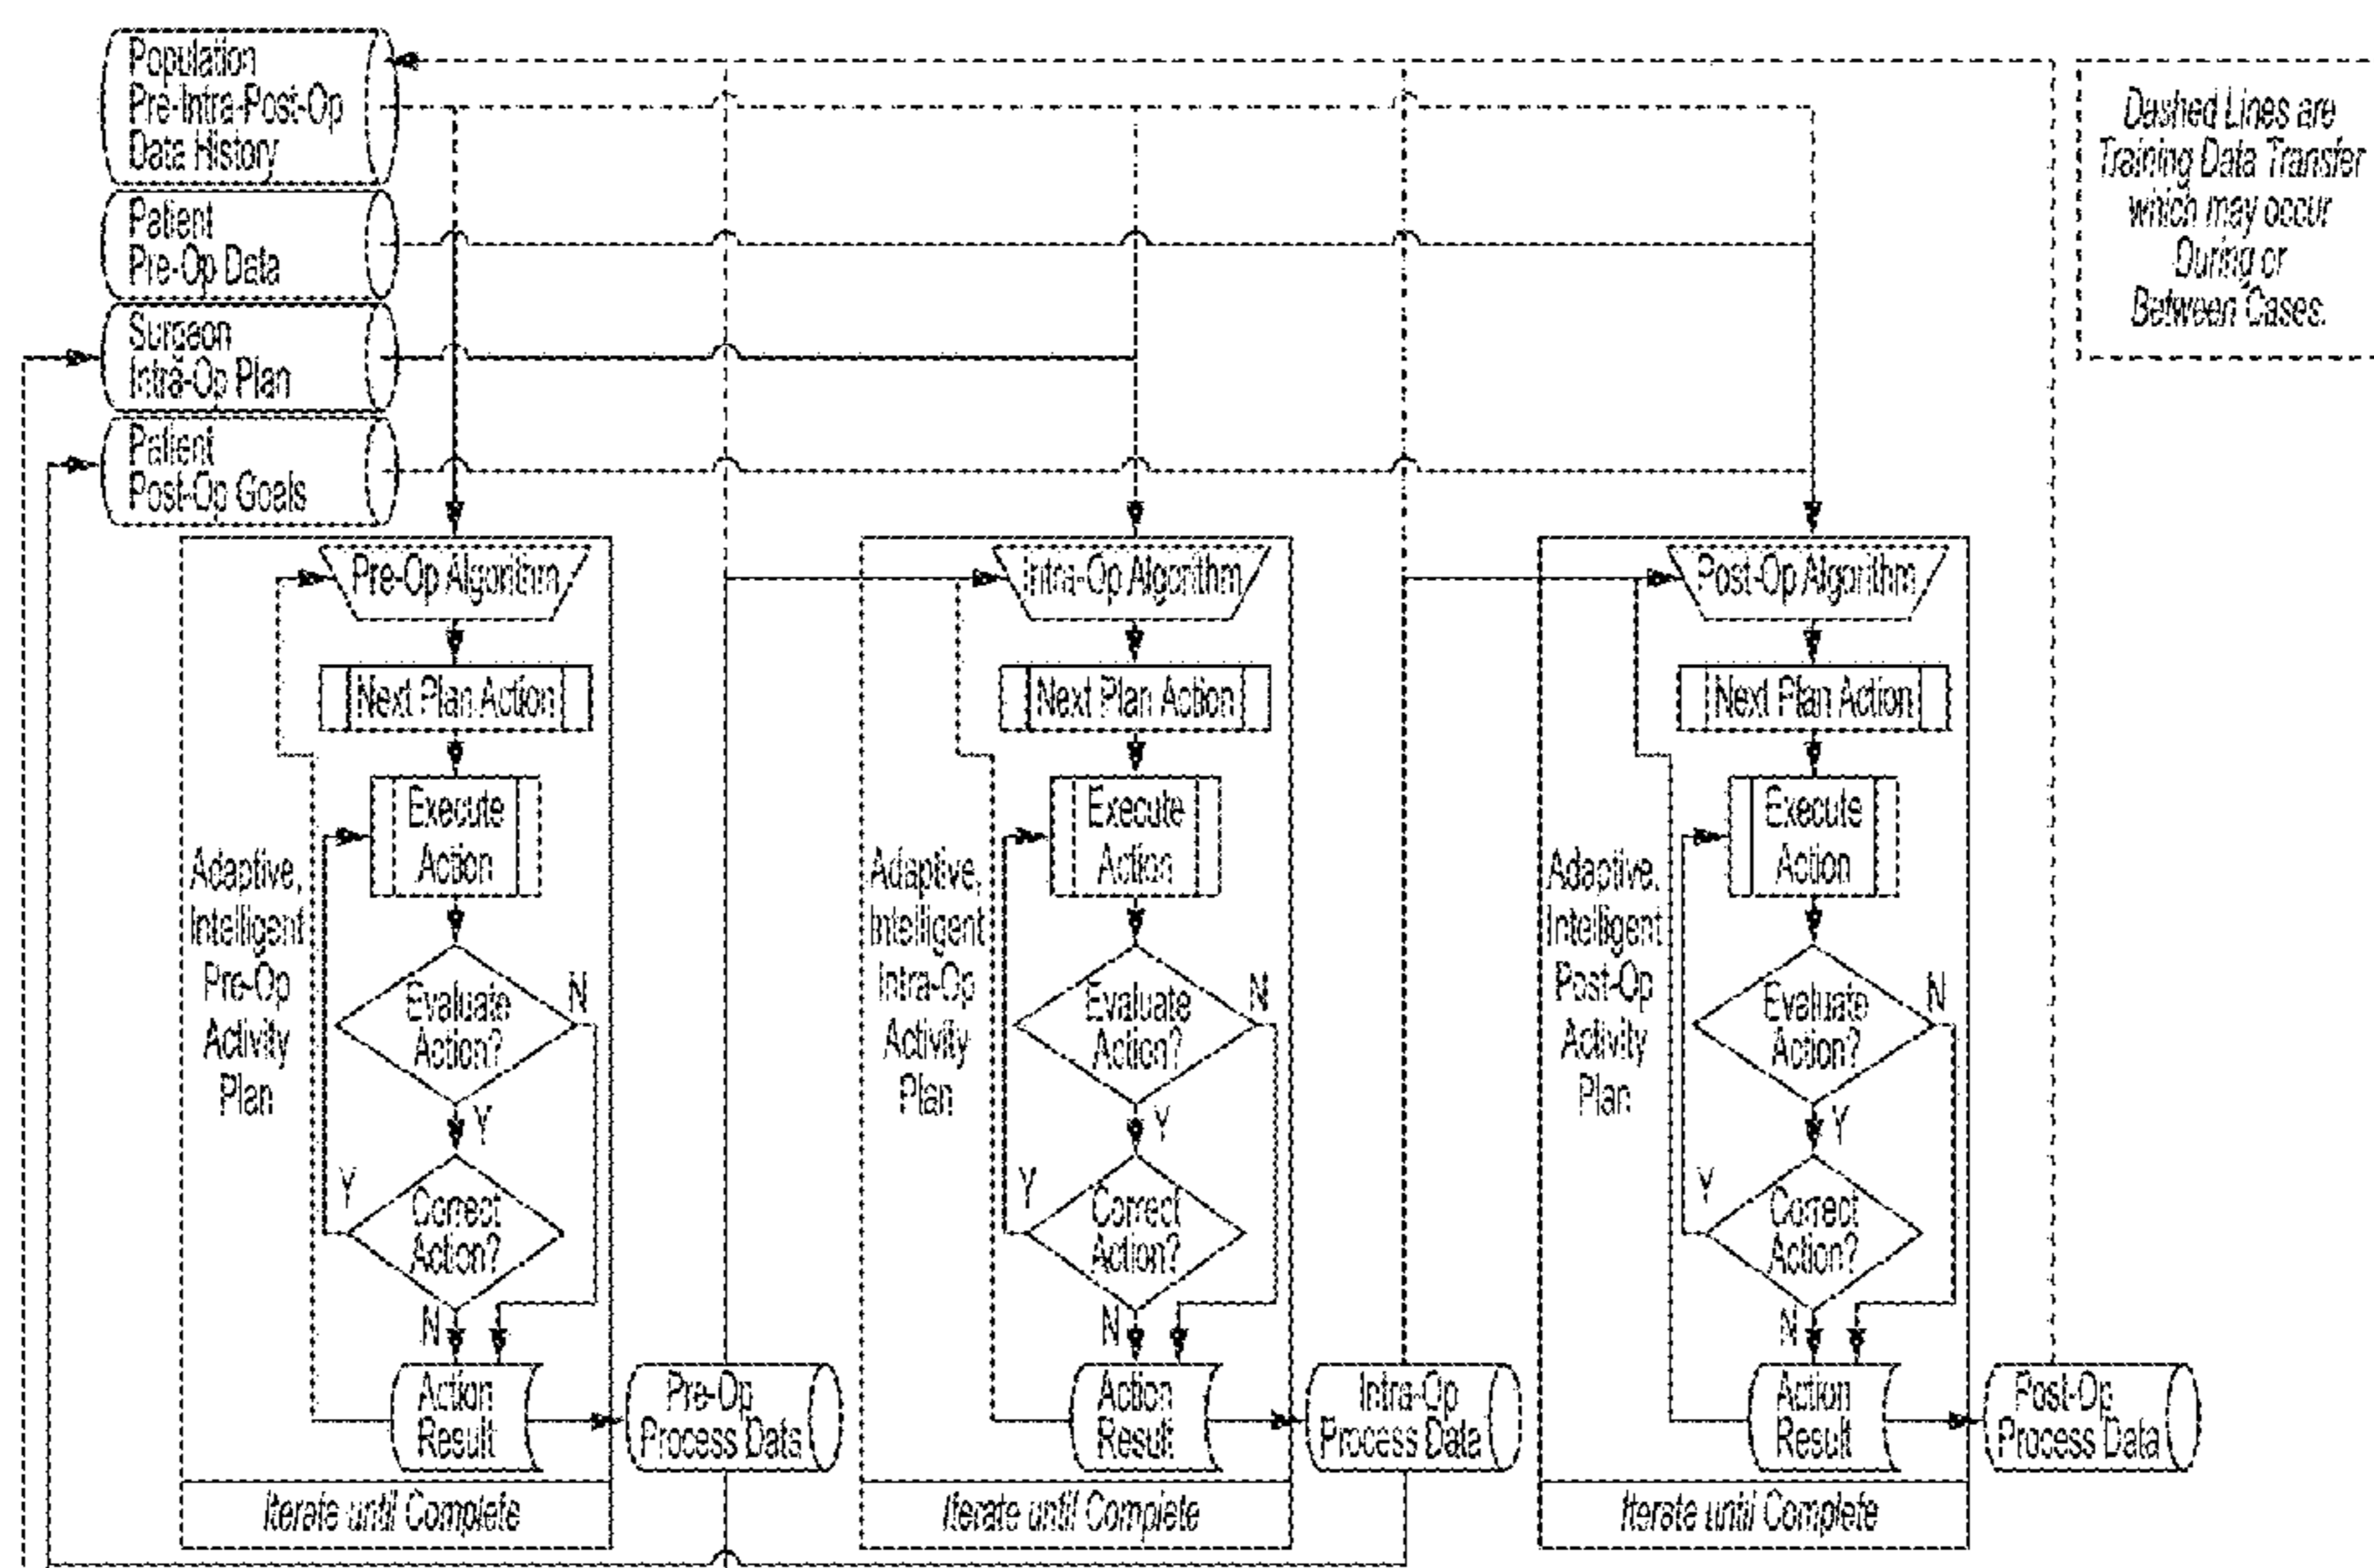 Population
Pre-Intra-Post-Op
Data History
Patient
Pre-Op Data
Surgeon
Intra-Op Plan
Patient
Post-Op Goals
Dashed Lines are
Training Data Transfer
which may occur
During or
Between Cases.
Pre-Op Algorithm
Next Plan Action
Execute
Action
Adaptive,
Intelligent
Pre-Op
Activity
Plan
Evaluate
Action?
N
Y
Correct
Action?
Y
N
Action
Result
Pre-Op
Process Data
Iterate until Complete
Intra-Op Algorithm
Next Plan Action
Execute
Action
Adaptive,
Intelligent
Intra-Op
Activity
Plan
Evaluate
Action?
N
Y
Correct
Action?
Y
N
Action
Result
Intra-Op
Process Data
Iterate until Complete
Post-Op Algorithm
Next Plan Action
Execute
Action
Adaptive,
Intelligent
Post-Op
Activity
Plan
Evaluate
Action?
N
Y
Correct
Action?
Y
N
Action
Result
Post-Op
Process Data
Iterate until Complete